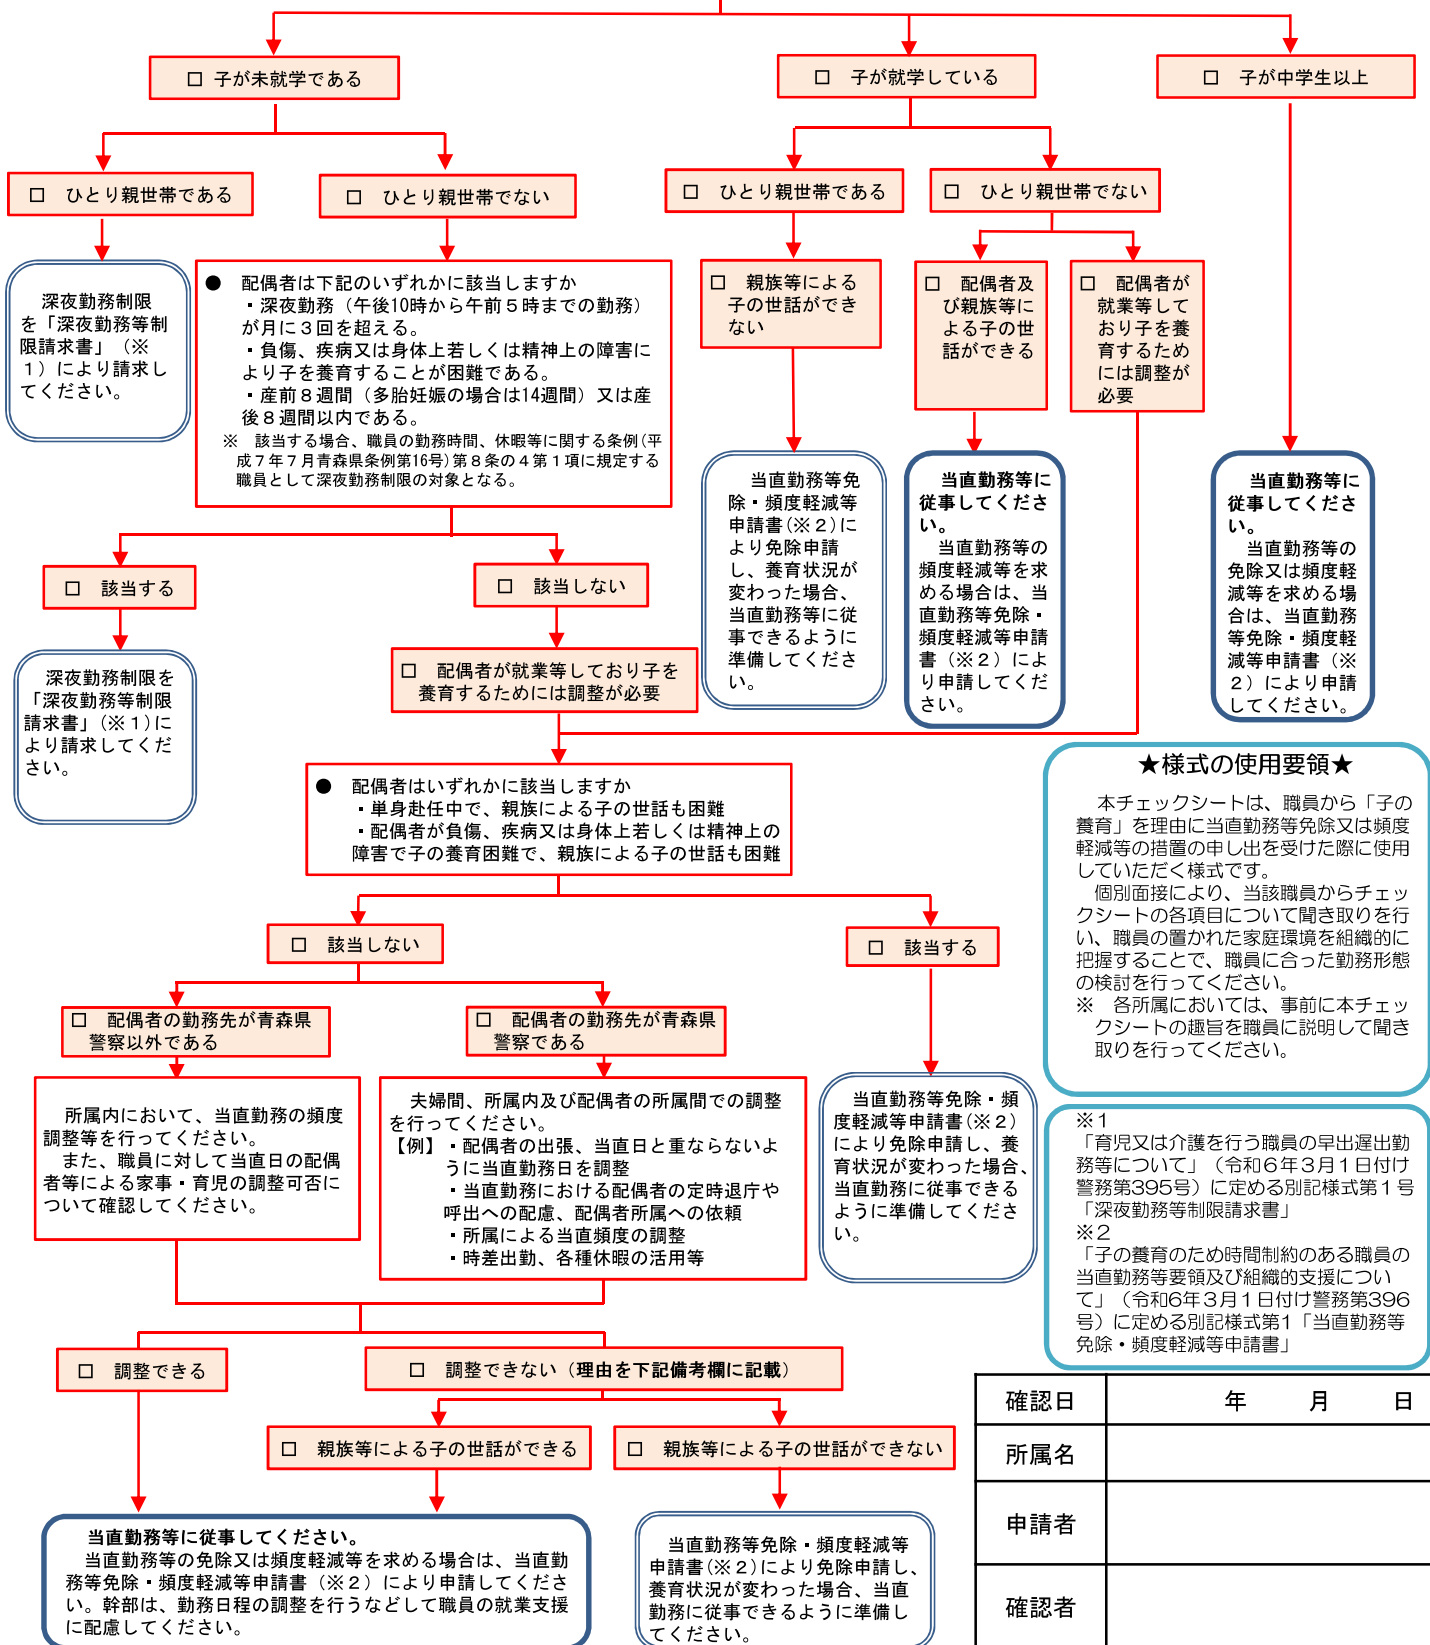 □ 子が未就学である
□ 子が就学している
□ 子が中学生以上
□ ひとり親世帯である
□ ひとり親世帯でない
□ ひとり親世帯である
□ ひとり親世帯でない
深夜勤務制限
を「深夜勤務等制
限請求書」（※
１）により請求し
てください。
● 配偶者は下記のいずれかに該当しますか
・深夜勤務（午後10時から午前５時までの勤務）
が月に３回を超える。
・負傷、疾病又は身体上若しくは精神上の障害に
より子を養育することが困難である。
・産前８週間（多胎妊娠の場合は14週間）又は産
後８週間以内である。
※ 該当する場合、職員の勤務時間、休暇等に関する条例(平
成７年７月青森県条例第16号)第８条の４第１項に規定する
職員として深夜勤務制限の対象となる。
□ 親族等による
子の世話ができ
ない
□ 配偶者及
び親族等に
よる子の世
話ができる
□ 配偶者が
就業等して
おり子を養
育するため
には調整が
必要
当直勤務等免
除・頻度軽減等
申請書(※２)に
より免除申請
し、養育状況が
変わった場合、
当直勤務等に従
事できるように
準備してくださ
い。
当直勤務等に
従事してくださ
い。
当直勤務等の
頻度軽減等を求
める場合は、当
直勤務等免除・
頻度軽減等申請
書（※２）によ
り申請してくだ
さい。
当直勤務等に
従事してくださ
い。
当直勤務等の
免除又は頻度軽
減等を求める場
合は、当直勤務
等免除・頻度軽
減等申請書（※
２）により申請
してください。
□ 該当する
□ 該当しない
深夜勤務制限を
「深夜勤務等制限
請求書」(※１)に
より請求してくだ
さい。
□ 配偶者が就業等しており子を
養育するためには調整が必要
● 配偶者はいずれかに該当しますか
・単身赴任中で、親族による子の世話も困難
・配偶者が負傷、疾病又は身体上若しくは精神上の
障害で子の養育困難で、親族による子の世話も困難
★様式の使用要領★
本チェックシートは、職員から「子の
養育」を理由に当直勤務等免除又は頻度
軽減等の措置の申し出を受けた際に使用
していただく様式です。
個別面接により、当該職員からチェッ
クシートの各項目について聞き取りを行
い、職員の置かれた家庭環境を組織的に
把握することで、職員に合った勤務形態
の検討を行ってください。
※ 各所属においては、事前に本チェッ
クシートの趣旨を職員に説明して聞き
取りを行ってください。
□ 該当しない
□ 該当する
□ 配偶者の勤務先が青森県
警察以外である
□ 配偶者の勤務先が青森県
警察である
所属内において、当直勤務の頻度
調整等を行ってください。
また、職員に対して当直日の配偶
者等による家事・育児の調整可否に
ついて確認してください。
夫婦間、所属内及び配偶者の所属間での調整
を行ってください。
【例】・配偶者の出張、当直日と重ならないよ
うに当直勤務日を調整
・当直勤務における配偶者の定時退庁や
呼出への配慮、配偶者所属への依頼
・所属による当直頻度の調整
・時差出勤、各種休暇の活用等
当直勤務等免除・頻
度軽減等申請書(※２)
により免除申請し、養
育状況が変わった場合、
当直勤務に従事できる
ように準備してくださ
い。
※１
「育児又は介護を行う職員の早出遅出勤
務等について」（令和６年３月１日付け
警務第395号）に定める別記様式第１号
「深夜勤務等制限請求書」
※２
「子の養育のため時間制約のある職員の
当直勤務等要領及び組織的支援につい
て」（令和6年３月１日付け警務第396
号）に定める別記様式第1「当直勤務等
免除・頻度軽減等申請書」
□ 調整できる
□ 調整できない（理由を下記備考欄に記載）
□ 親族等による子の世話ができる
□ 親族等による子の世話ができない
当直勤務等に従事してください。
当直勤務等の免除又は頻度軽減等を求める場合は、当直勤
務等免除・頻度軽減等申請書（※２）により申請してくださ
い。幹部は、勤務日程の調整を行うなどして職員の就業支援
に配慮してください。
当直勤務等免除・頻度軽減等
申請書(※２)により免除申請し、
養育状況が変わった場合、当直
勤務に従事できるように準備し
てください。
確認日 年 月 日
所属名
申請者
確認者